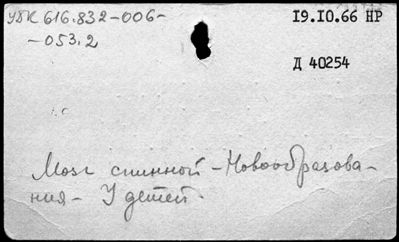 УДК 616.832-006-
-053.2
19.10.66 НР
Д 40254
Мозг спинной - Новообразова-
ния - У детей.